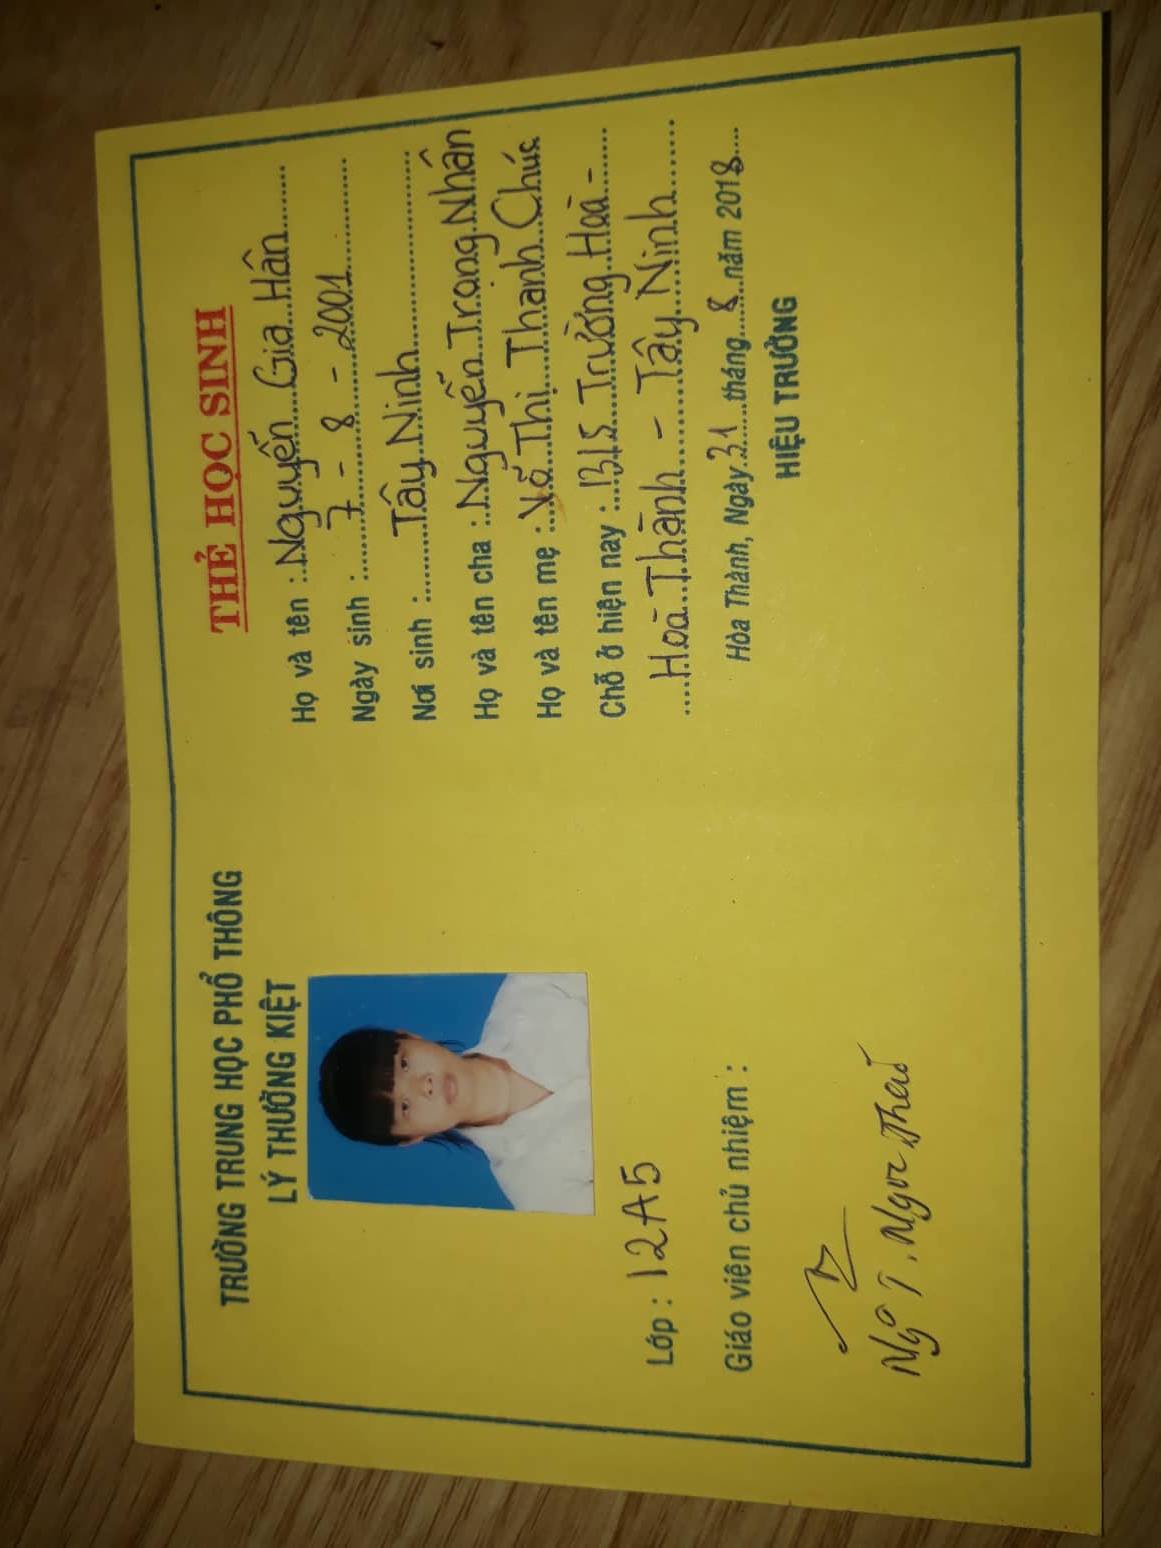 TRƯỜNG TRUNG HỌC PHỔ THÔNG
LÝ THƯỜNG KIỆT
Lớp : 12A5
Giáo viên chủ nhiệm :
Ngô T. Ngọc Thảo
THẺ HỌC SINH
Họ và tên : Nguyễn Gia Hân
Ngày sinh : 7 - 8 - 2001
Nơi sinh : Tây Ninh
Họ và tên cha : Nguyễn Trọng Nhân
Họ và tên mẹ : Võ Thị Thanh Chúc
Chỗ ở hiện nay : 1315 Trường Hoà -
Hoà Thành - Tây Ninh
Hòa Thành, Ngày 31 tháng 8 năm 2018
HIỆU TRƯỞNG